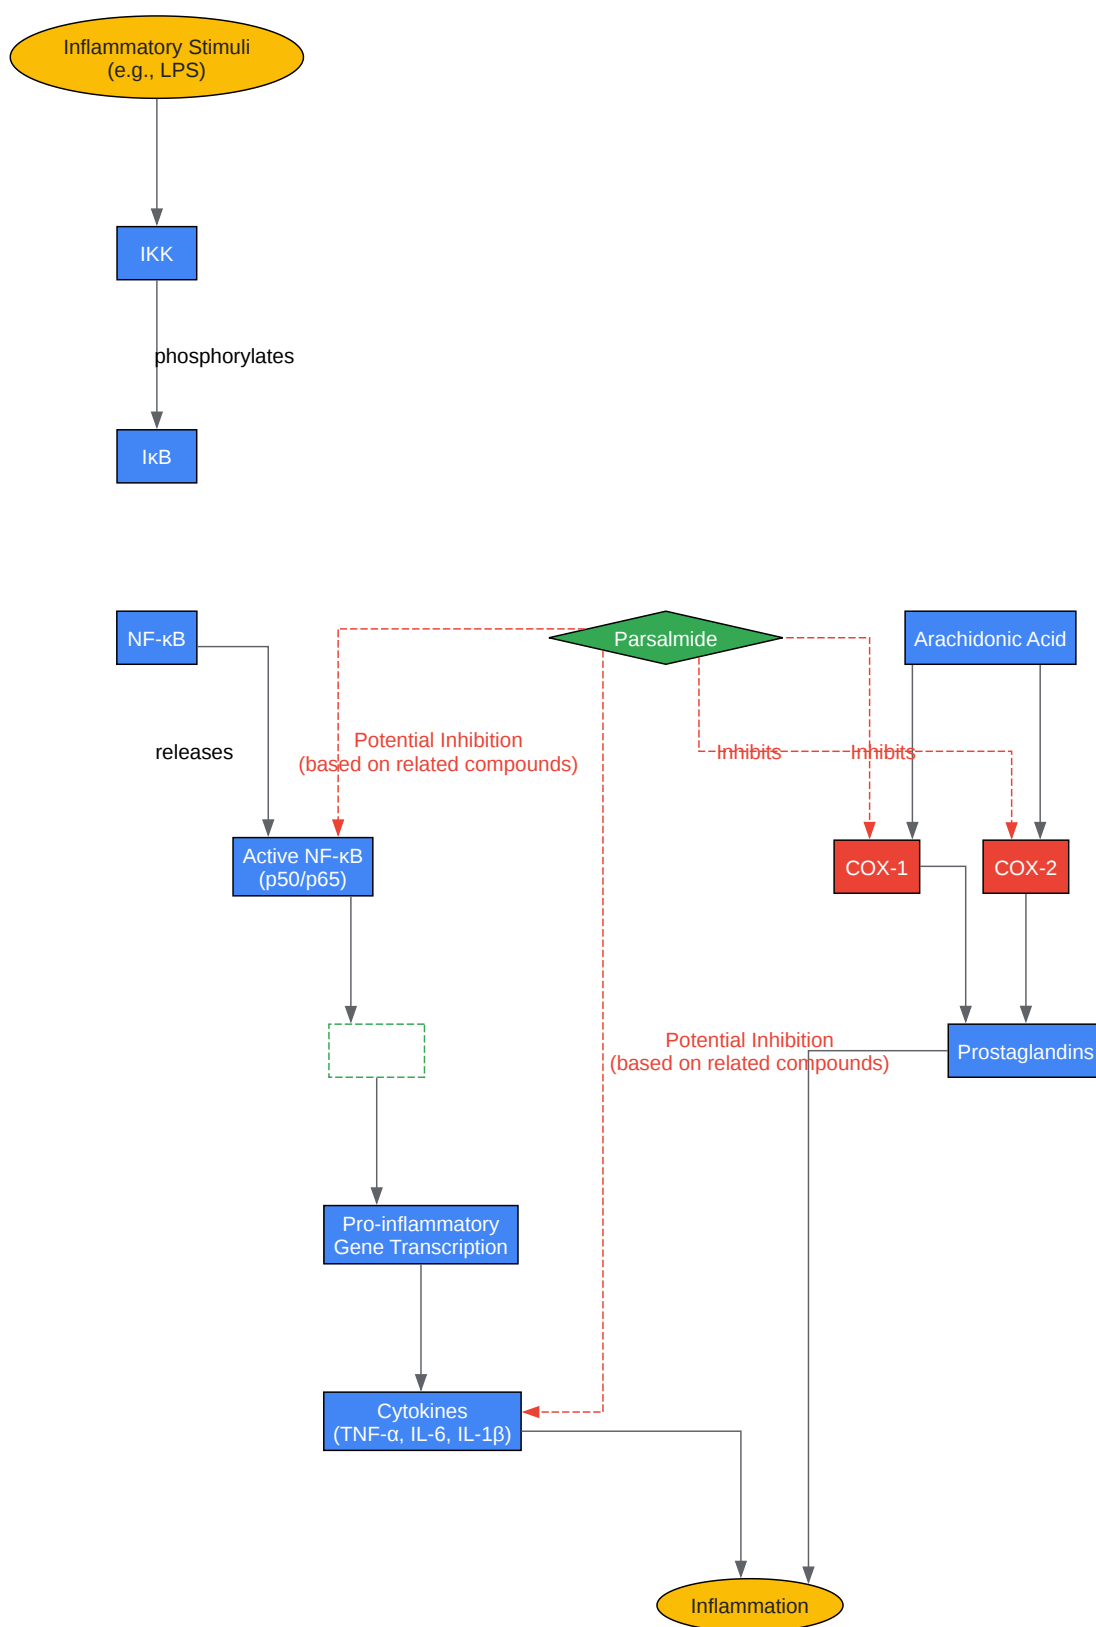 Inflammatory Stimuli
(e.g., LPS)
IKK
phosphorylates
IκB
NF-κB
Parsalmide
Arachidonic Acid
releases
Potential Inhibition
(based on related compounds)
Inhibits
Inhibits
Active NF-κB
(p50/p65)
COX-1
COX-2
Potential Inhibition
(based on related compounds)
Prostaglandins
Pro-inflammatory
Gene Transcription
Cytokines
(TNF-α, IL-6, IL-1β)
Inflammation